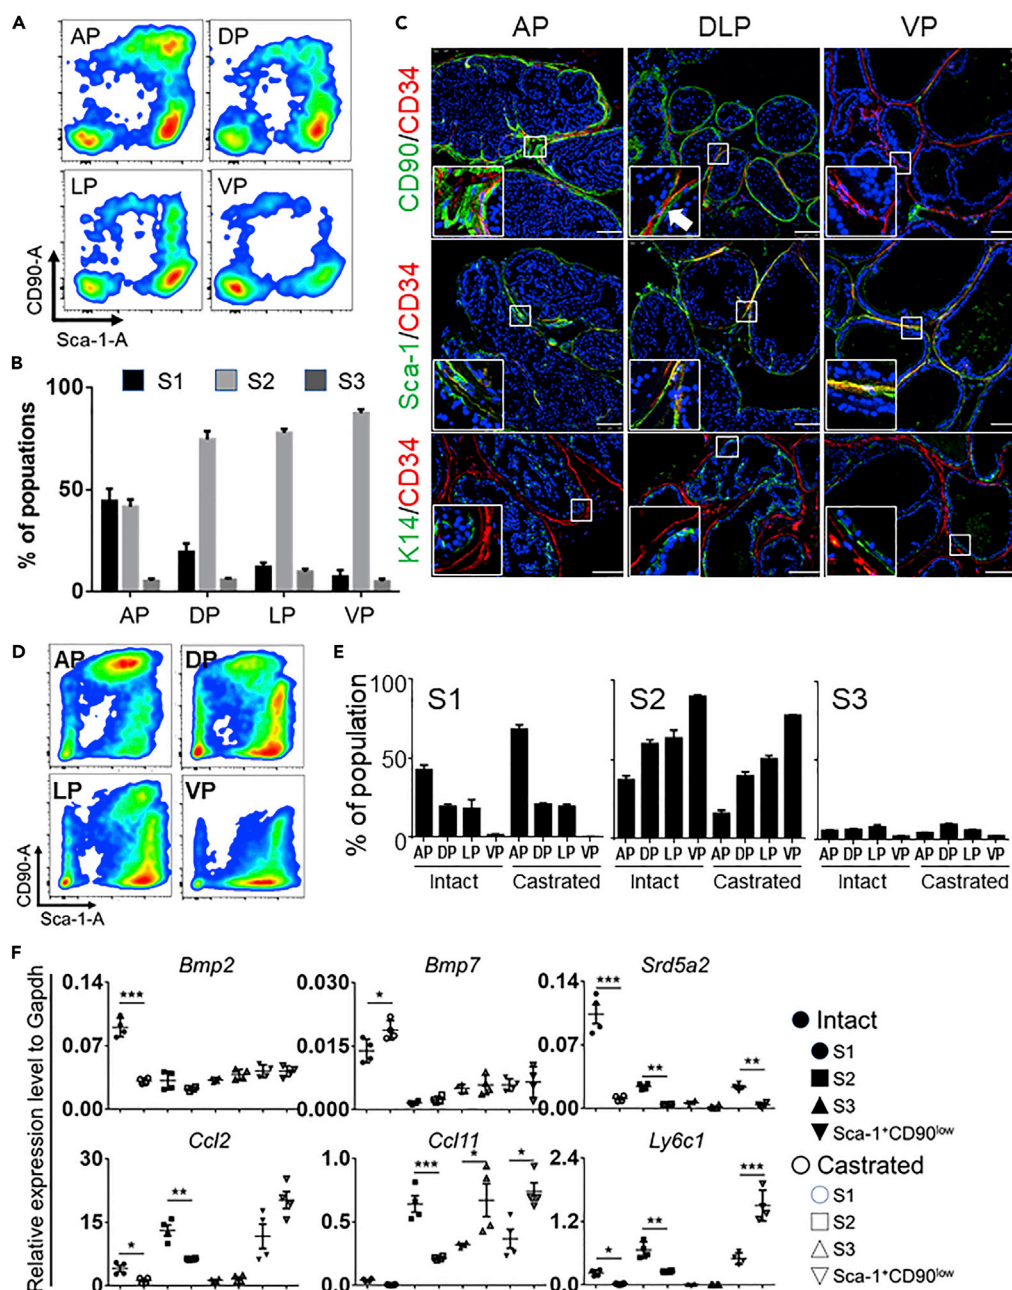 A
AP
DP
LP
VP
CD90-A
Sca-1-A
B
100
50
0
% of popuations
S1 S2 S3
AP DP LP VP
C
AP DLP VP
CD90/CD34
Sca-1/CD34
K14/CD34
D
AP
DP
LP
VP
CD90-A
Sca-1-A
E
% of population
100
50
0
S1 S2 S3
AP DP LP VP AP DP LP VP
Intact Castrated
AP DP LP VP AP DP LP VP
Intact Castrated
AP DP LP VP AP DP LP VP
Intact Castrated
F
Relative expression level to Gapdh
Bmp2
0.14
0.07
0.00
***
Bmp7
0.030
0.015
0.000
*
Srd5a2
0.14
0.07
0.00
***
**
**
Ccl2
30
15
0
*
**
Ccl11
1.0
0.5
0.0
***
*
*
Ly6c1
2.4
1.2
0.0
*
**
***
Intact
S1
S2
S3
Sca-1⁺CD90ˡᵒʷ
Castrated
S1
S2
S3
Sca-1⁺CD90ˡᵒʷ